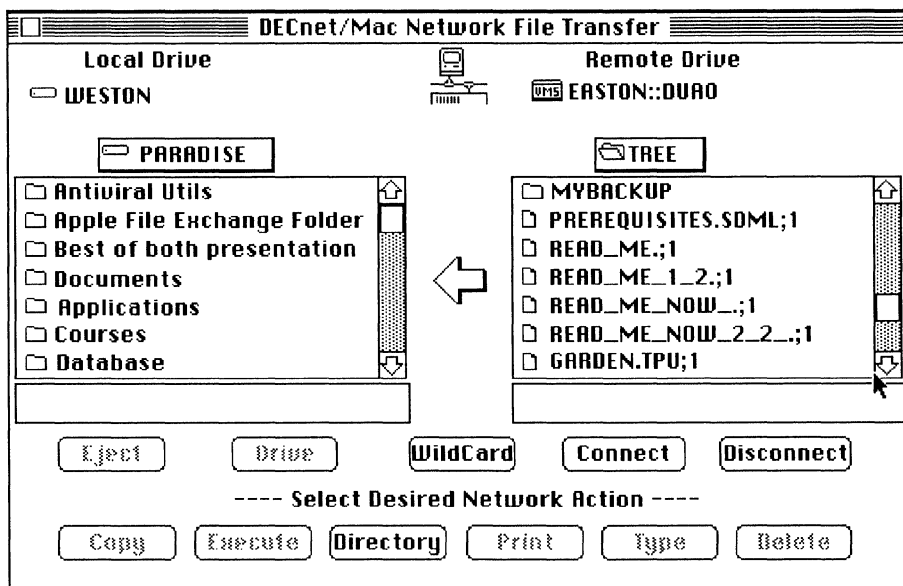 DECnet/Mac Network File Transfer
Local Drive
Remote Drive
WESTON
VMS EASTON::DUA0
PARADISE
TREE
Antiviral Utils
Apple File Exchange Folder
Best of both presentation
Documents
Applications
Courses
Database
MYBACKUP
PREREQUISITES.SDML;1
READ_ME.;1
READ_ME_1_2.;1
READ_ME_NOW_.;1
READ_ME_NOW_2_2_.;1
GARDEN.TPU;1
Eject
Drive
WildCard
Connect
Disconnect
---- Select Desired Network Action ----
Copy
Execute
Directory
Print
Type
Delete